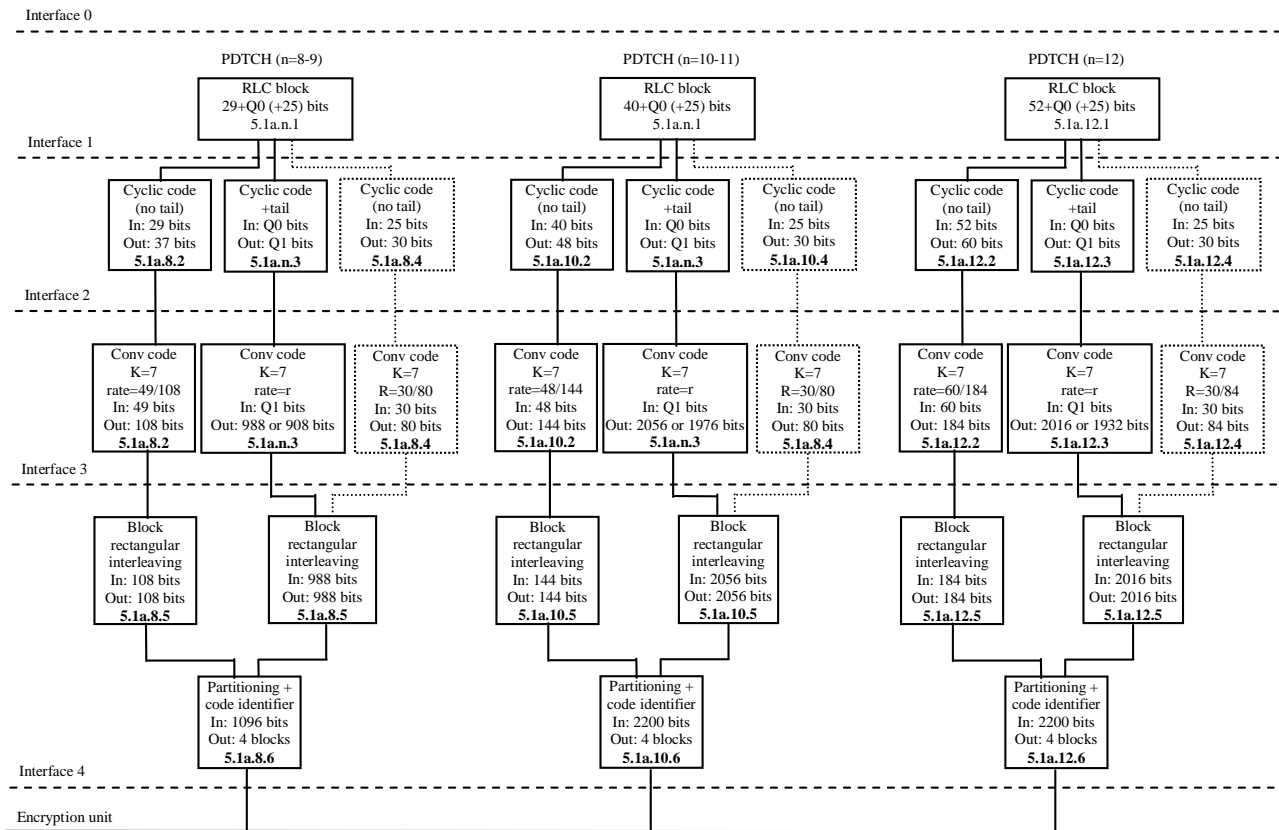 Interface 0
PDTCH (n=8-9)
PDTCH (n=10-11)
PDTCH (n=12)
RLC block
29+Q0 (+25) bits
5.1a.n.1
RLC block
40+Q0 (+25) bits
5.1a.n.1
RLC block
52+Q0 (+25) bits
5.1a.12.1
Interface 1
Cyclic code
(no tail)
In: 29 bits
Out: 37 bits
5.1a.8.2
Cyclic code
+tail
In: Q0 bits
Out: Q1 bits
5.1a.n.3
Cyclic code
(no tail)
In: 25 bits
Out: 30 bits
5.1a.8.4
Cyclic code
(no tail)
In: 40 bits
Out: 48 bits
5.1a.10.2
Cyclic code
+tail
In: Q0 bits
Out: Q1 bits
5.1a.n.3
Cyclic code
(no tail)
In: 25 bits
Out: 30 bits
5.1a.10.4
Cyclic code
(no tail)
In: 52 bits
Out: 60 bits
5.1a.12.2
Cyclic code
+tail
In: Q0 bits
Out: Q1 bits
5.1a.12.3
Cyclic code
(no tail)
In: 25 bits
Out: 30 bits
5.1a.12.4
Interface 2
Conv code
K=7
rate=49/108
In: 49 bits
Out: 108 bits
5.1a.8.2
Conv code
K=7
rate=r
In: Q1 bits
Out: 988 or 908 bits
5.1a.n.3
Conv code
K=7
R=30/80
In: 30 bits
Out: 80 bits
5.1a.8.4
Conv code
K=7
rate=48/144
In: 48 bits
Out: 144 bits
5.1a.10.2
Conv code
K=7
rate=r
In: Q1 bits
Out: 2056 or 1976 bits
5.1a.n.3
Conv code
K=7
R=30/80
In: 30 bits
Out: 80 bits
5.1a.8.4
Conv code
K=7
rate=60/184
In: 60 bits
Out: 184 bits
5.1a.12.2
Conv code
K=7
rate=r
In: Q1 bits
Out: 2016 or 1932 bits
5.1a.12.3
Conv code
K=7
R=30/84
In: 30 bits
Out: 84 bits
5.1a.12.4
Interface 3
Block
rectangular
interleaving
In: 108 bits
Out: 108 bits
5.1a.8.5
Block
rectangular
interleaving
In: 988 bits
Out: 988 bits
5.1a.8.5
Block
rectangular
interleaving
In: 144 bits
Out: 144 bits
5.1a.10.5
Block
rectangular
interleaving
In: 2056 bits
Out: 2056 bits
5.1a.10.5
Block
rectangular
interleaving
In: 184 bits
Out: 184 bits
5.1a.12.5
Block
rectangular
interleaving
In: 2016 bits
Out: 2016 bits
5.1a.12.5
Partitioning +
code identifier
In: 1096 bits
Out: 4 blocks
5.1a.8.6
Partitioning +
code identifier
In: 2200 bits
Out: 4 blocks
5.1a.10.6
Partitioning +
code identifier
In: 2200 bits
Out: 4 blocks
5.1a.12.6
Interface 4
Encryption unit